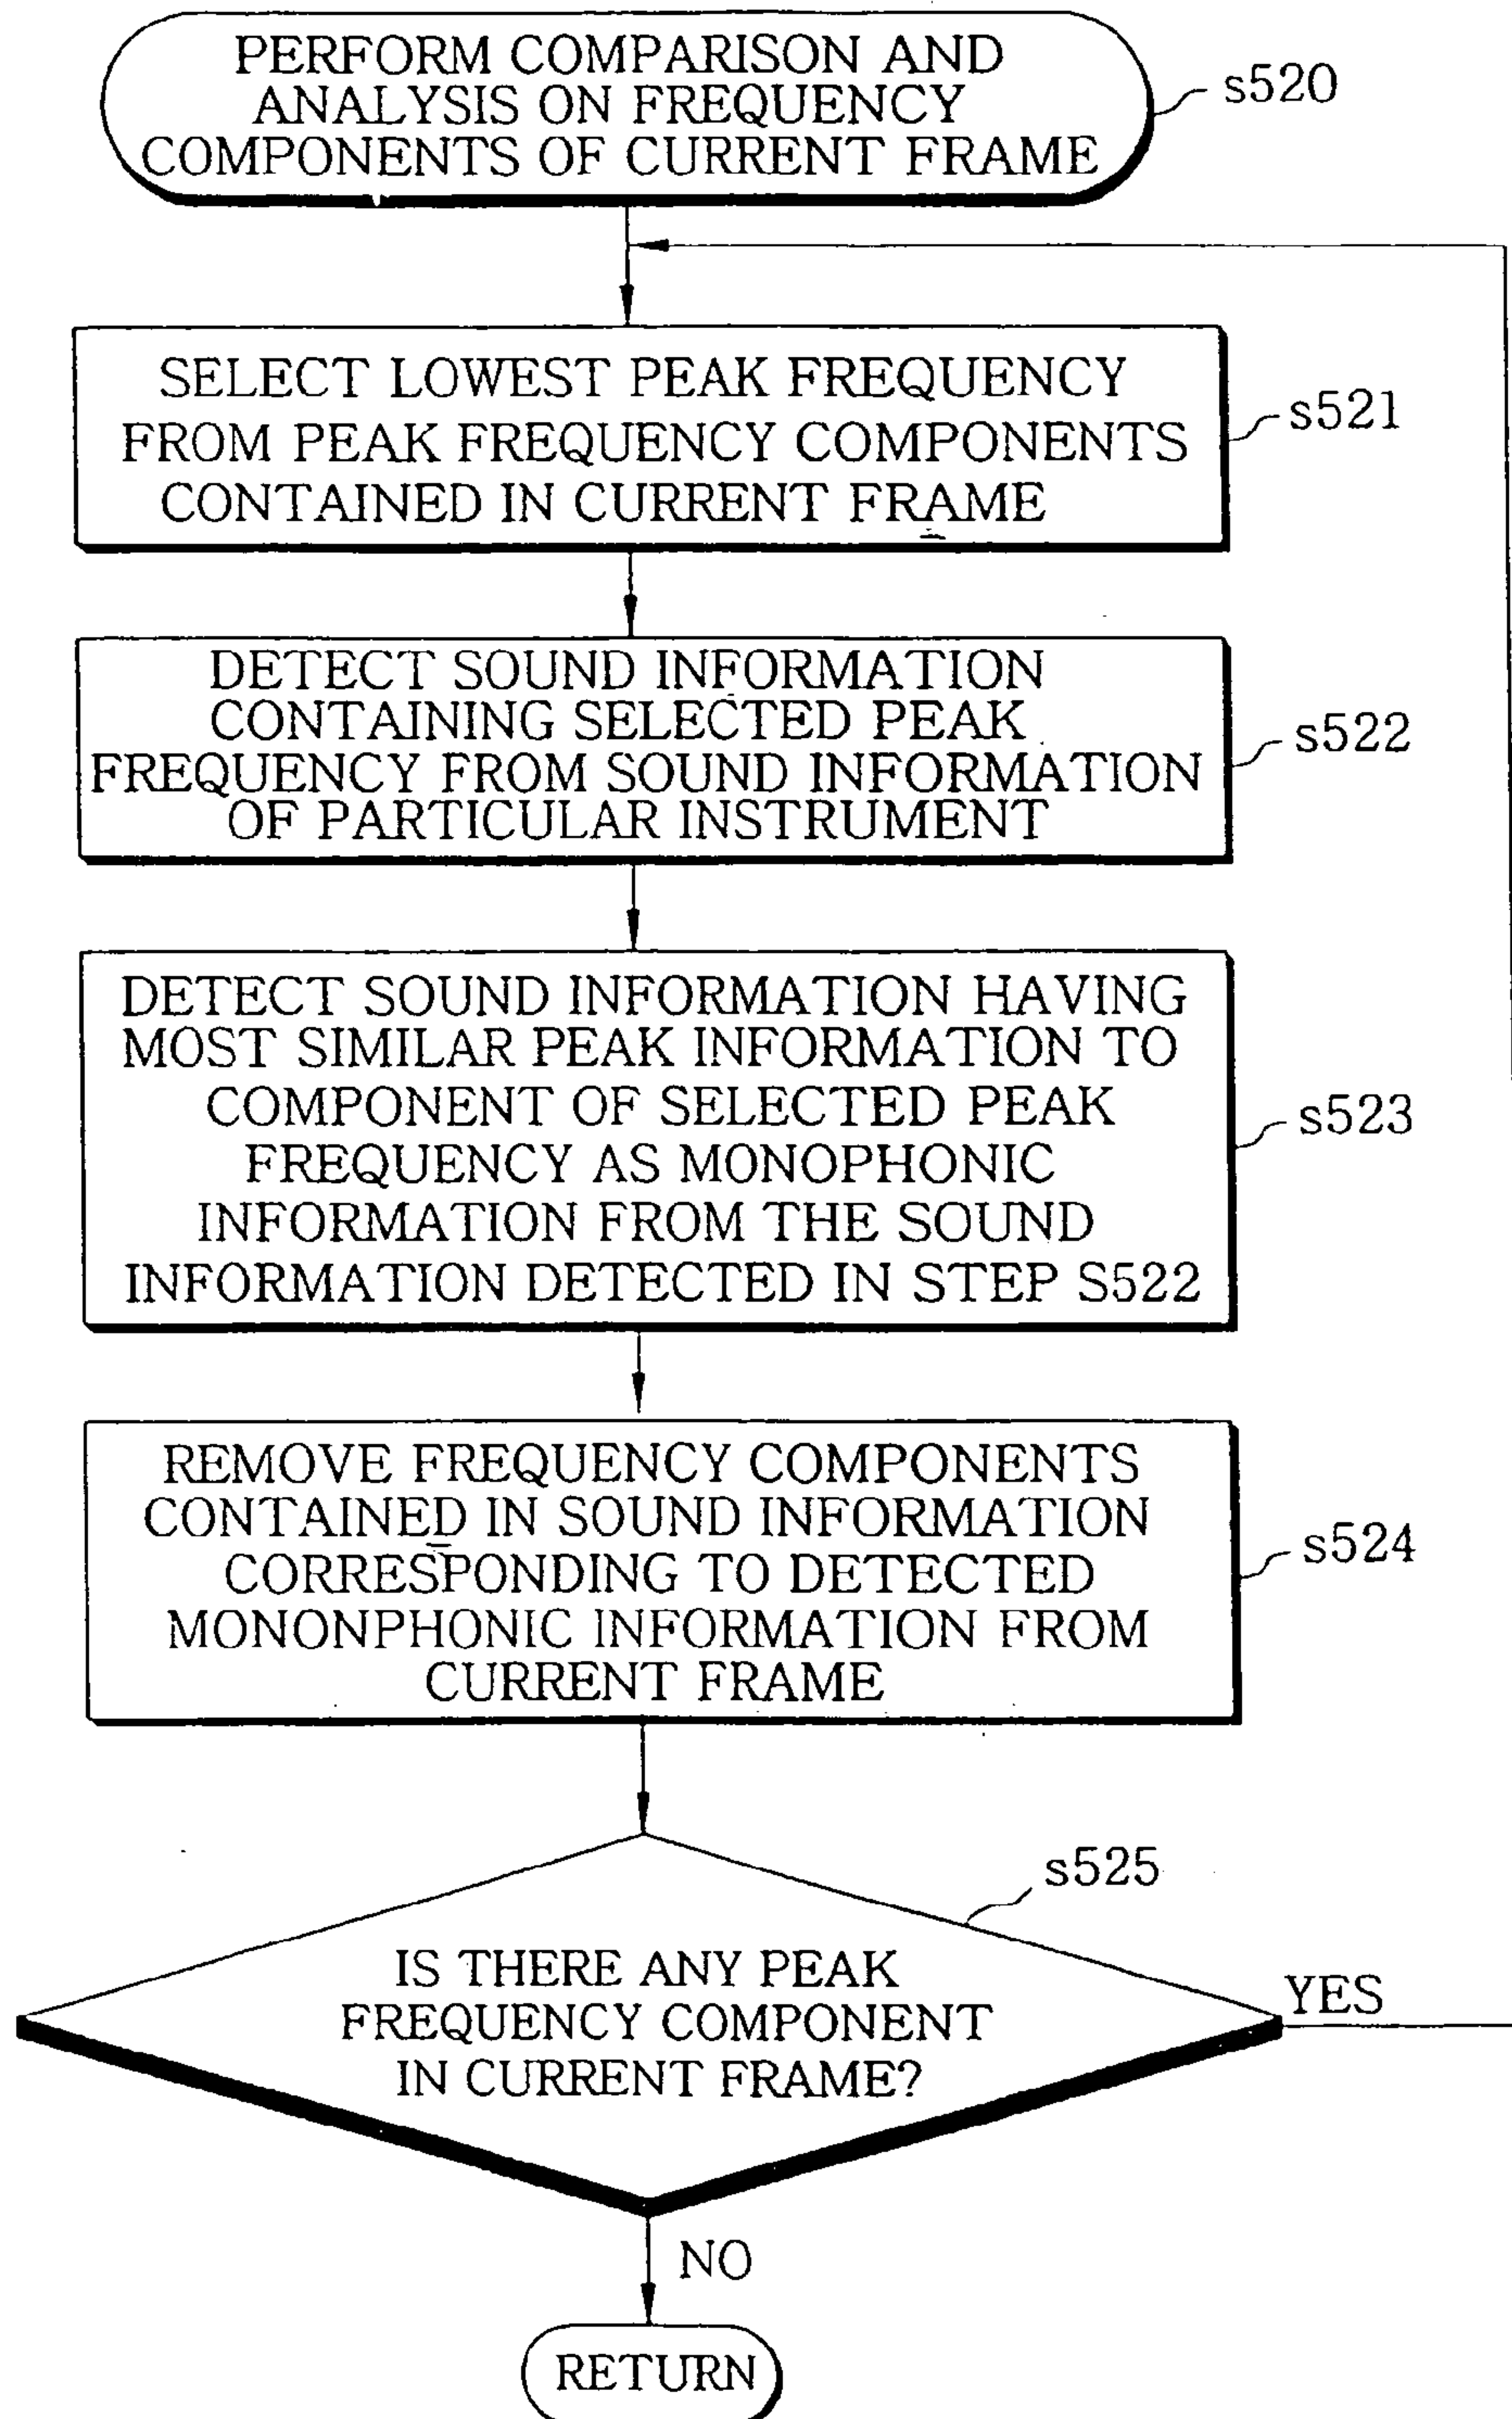 PERFORM COMPARISON AND
ANALYSIS ON FREQUENCY
COMPONENTS OF CURRENT FRAME
s520
SELECT LOWEST PEAK FREQUENCY
FROM PEAK FREQUENCY COMPONENTS
CONTAINED IN CURRENT FRAME
s521
DETECT SOUND INFORMATION
CONTAINING SELECTED PEAK
FREQUENCY FROM SOUND INFORMATION
OF PARTICULAR INSTRUMENT
s522
DETECT SOUND INFORMATION HAVING
MOST SIMILAR PEAK INFORMATION TO
COMPONENT OF SELECTED PEAK
FREQUENCY AS MONOPHONIC
INFORMATION FROM THE SOUND
INFORMATION DETECTED IN STEP S522
s523
REMOVE FREQUENCY COMPONENTS
CONTAINED IN SOUND INFORMATION
CORRESPONDING TO DETECTED
MONONPHONIC INFORMATION FROM
CURRENT FRAME
s524
s525
IS THERE ANY PEAK
FREQUENCY COMPONENT
IN CURRENT FRAME?
YES
NO
RETURN